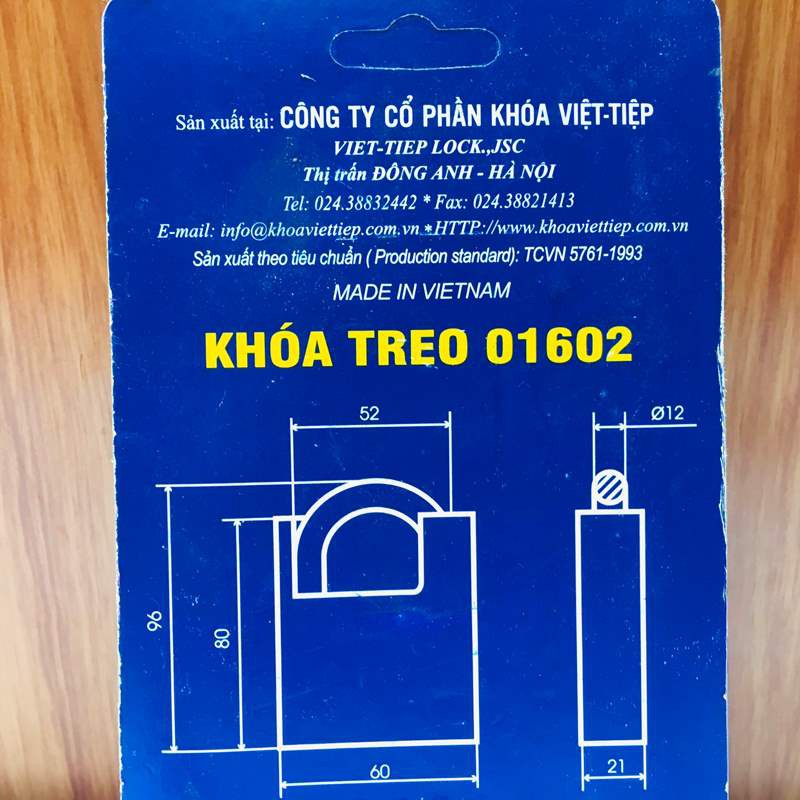 Sản xuất tại: CÔNG TY CỔ PHẦN KHÓA VIỆT-TIỆP
VIET-TIEP LOCK.,JSC
Thị trấn ĐÔNG ANH - HÀ NỘI
Tel: 024.38832442 * Fax: 024.38821413
E-mail: info@khoaviettiep.com.vn *HTTP://www.khoaviettiep.com.vn
Sản xuất theo tiêu chuẩn ( Production standard): TCVN 5761-1993
MADE IN VIETNAM
KHÓA TREO 01602
52
Ø12
96
80
60
21